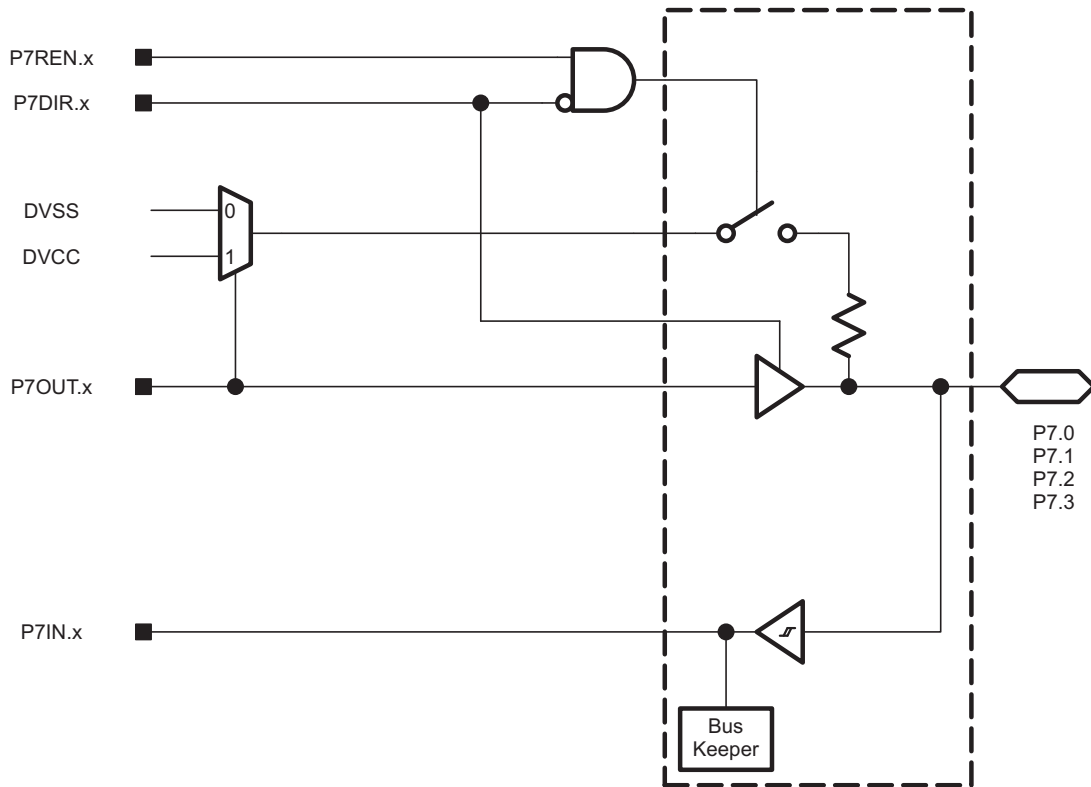 P7REN.x
P7DIR.x
DVSS
0
DVCC
1
P7OUT.x
P7.0
P7.1
P7.2
P7.3
P7IN.x
Bus
Keeper